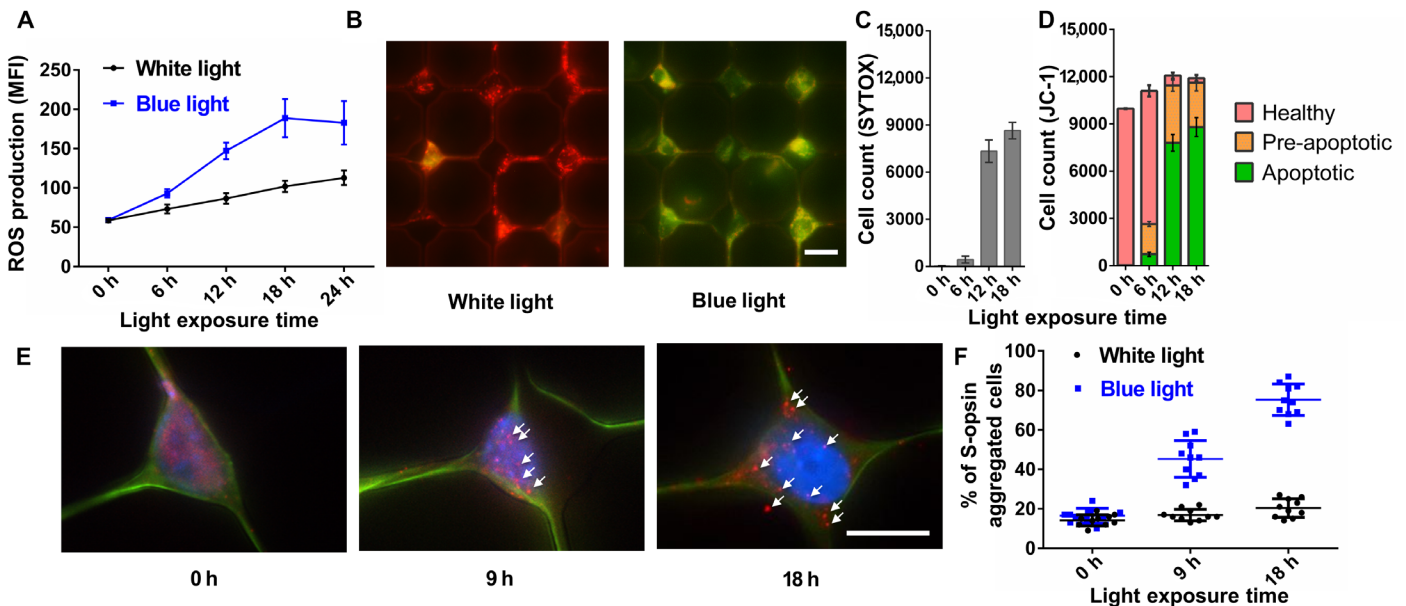 A
ROS production (MFI)
250
200
150
100
50
0
White light
Blue light
0 h
6 h
12 h
18 h
24 h
Light exposure time
B
White light
Blue light
C
Cell count (SYTOX)
15,000
12,000
9000
6000
3000
0
0 h
6 h
12 h
18 h
D
Cell count (JC-1)
15,000
12,000
9000
6000
3000
0
0 h
6 h
12 h
18 h
Light exposure time
Healthy
Pre-apoptotic
Apoptotic
E
0 h
9 h
18 h
F
% of S-opsin
aggregated cells
100
80
60
40
20
0
White light
Blue light
0 h
9 h
18 h
Light exposure time